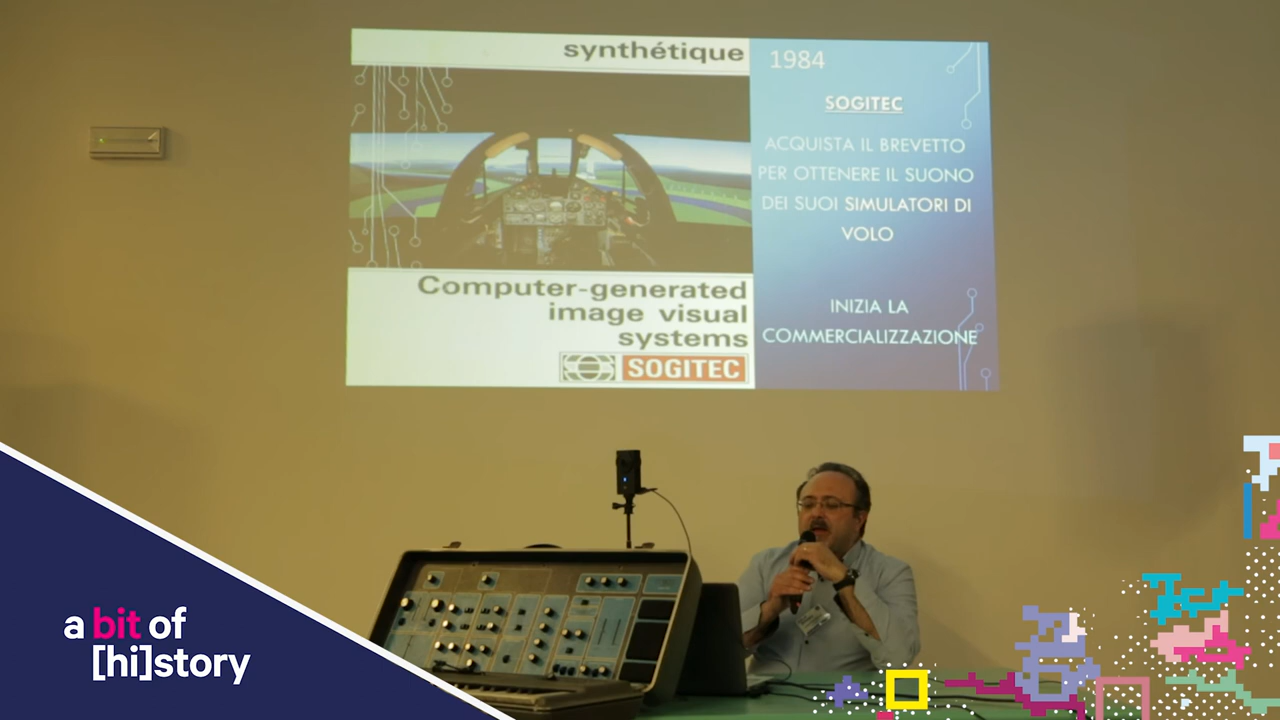 synthétique
Computer-generated
image visual
systems
SOGITEC
1984
SOGITEC
ACQUISTA IL BREVETTO
PER OTTENERE IL SUONO
DEI SUOI SIMULATORI DI
VOLO
INIZIA LA
COMMERCIALIZZAZIONE
a bit of
[hi]story